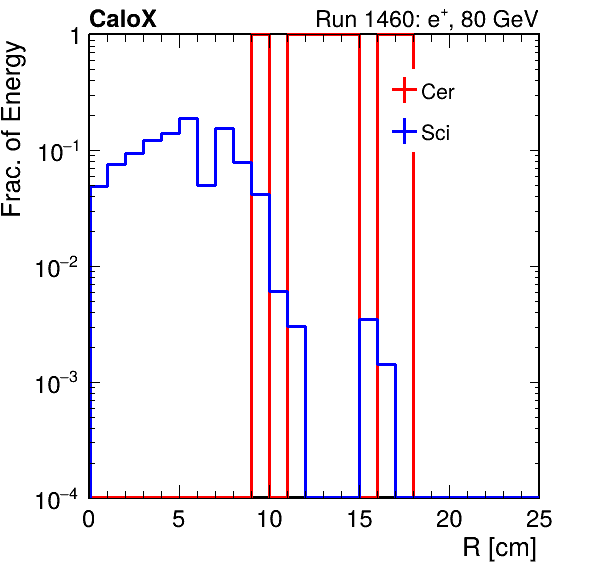 CaloX Run 1460: e⁺, 80 GeV
Frac. of Energy
1
10⁻¹
10⁻²
10⁻³
10⁻⁴
Cer
Sci
0 5 10 15 20 25
R [cm]